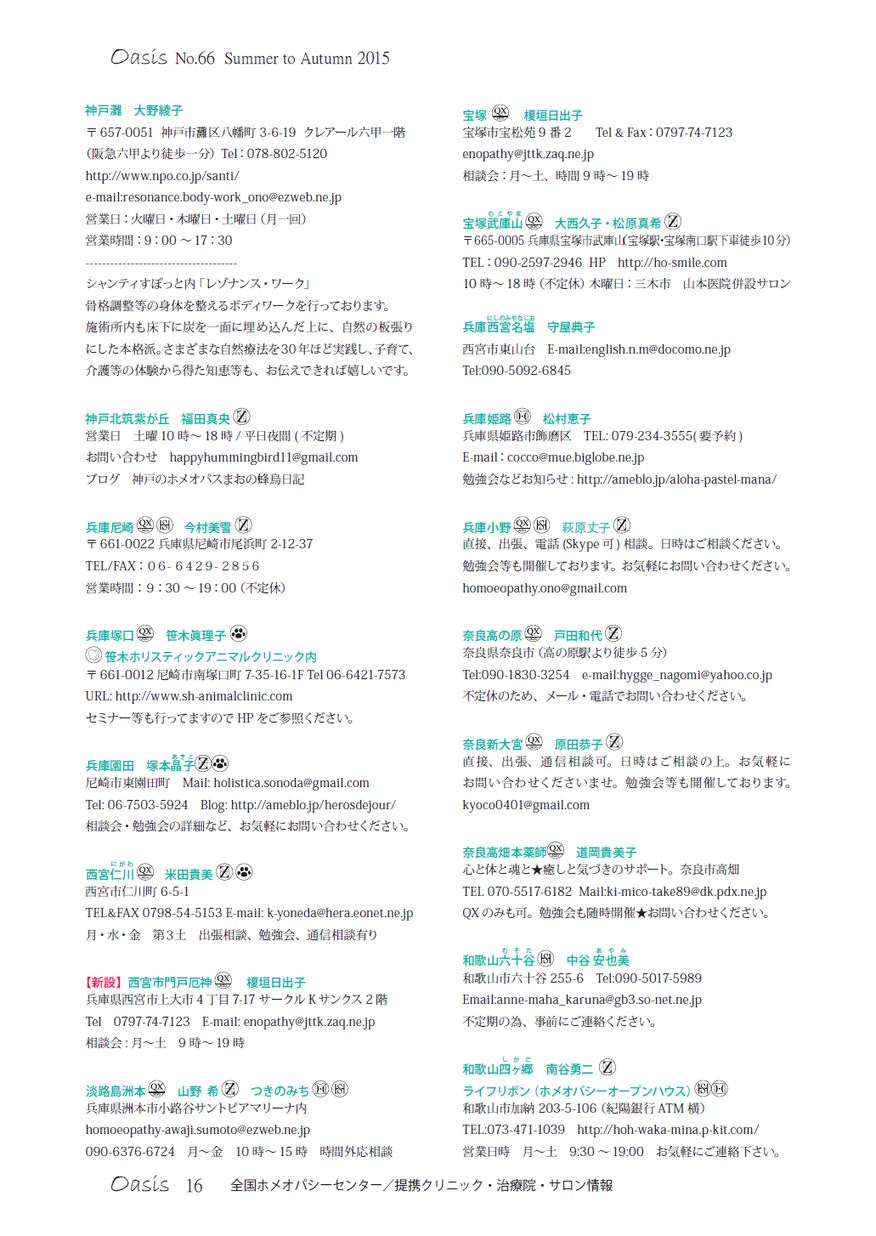 Oasis No.66 Summer to Autumn 2015
神戸灘　大野綾子
〒 657-0051 神戸市灘区八幡町 3-6-19 クレアール六甲一階
（阪急六甲より徒歩一分）Tel：078-802-5120
http://www.npo.co.jp/santi/
e-mail:resonance.body-work_ono@ezweb.ne.jp
営業日：火曜日・木曜日・土曜日（月一回）
営業時間：9：00 ～ 17：30
------------------------------------
シャンティすぽっと内「レゾナンス・ワーク」
骨格調整等の身体を整えるボディワークを行っております。
施術所内も床下に炭を一面に埋め込んだ上に、自然の板張り
にした本格派。さまざまな自然療法を30年ほど実践し、子育て、
介護等の体験から得た知恵等も、お伝えできれば嬉しいです。
神戸北筑紫が丘　福田真央 Z
営業日　土曜 10 時～ 18 時 / 平日夜間 ( 不定期 )
お問い合わせ　happyhummingbird11@gmail.com
ブログ　神戸のホメオパスまおの蜂鳥日記
兵庫尼崎 QX 今村美雪 Z
〒 661-0022 兵庫県尼崎市尾浜町 2-12-37
TEL/FAX：０6 - ６４２９- ２８５６
営業時間：９：30 ～ 19：00（不定休）
兵庫塚口 QX 笹木眞理子
笹木ホリスティックアニマルクリニック内
〒 661-0012 尼崎市南塚口町 7-35-16-1F Tel 06-6421-7573
URL: http://www.sh-animalclinic.com
セミナー等も行ってますので HP をご参照ください。
あきこ
兵庫園田　塚本晶子 Z
尼崎市東園田町　Mail: holistica.sonoda@gmail.com
Tel: 06-7503-5924　Blog: http://ameblo.jp/herosdejour/
相談会・勉強会の詳細など、お気軽にお問い合わせください。
にがわ
西宮仁川 QX 米田貴美 Z
西宮市仁川町 6-5-1
TEL&FAX 0798-54-5153 E-mail: k-yoneda@hera.eonet.ne.jp
月・水・金　第３土　出張相談、勉強会、通信相談有り
【新設】西宮市門戸厄神 QX 榎垣日出子
兵庫県西宮市上大市 4 丁目 7-17 サークル K サンクス 2 階
Tel　0797-74-7123　E-mail: enopathy@jttk.zaq.ne.jp
相談会 : 月～土　9 時～ 19 時
淡路島洲本 QX 山野 希 Z つきのみち
兵庫県洲本市小路谷サントピアマリーナ内
homoeopathy-awaji.sumoto@ezweb.ne.jp
090-6376-6724　月～金　10 時～ 15 時　時間外応相談
宝塚 QX 榎垣日出子
宝塚市宝松苑 9 番 2　Tel & Fax：0797-74-7123
enopathy@jttk.zaq.ne.jp
相談会：月～土、時間 9 時～ 19 時
むこやま
宝塚武庫山 QX 大西久子・松原真希 Z
〒665-0005 兵庫県宝塚市武庫山(宝塚駅・宝塚南口駅下車徒歩10分)
TEL：090-2597-2946 HP　http://ho-smile.com
10 時～ 18 時（不定休）木曜日：三木市　山本医院併設サロン
にしのみやなじお
兵庫西宮名塩　守屋典子
西宮市東山台　E-mail:english.n.m@docomo.ne.jp
Tel:090-5092-6845
兵庫姫路 松村恵子
兵庫県姫路市飾磨区　TEL: 079-234-3555( 要予約 )
E-mail：cocco@mue.biglobe.ne.jp
勉強会などお知らせ : http://ameblo.jp/aloha-pastel-mana/
兵庫小野 QX 萩原丈子 Z
直接、出張、電話 (Skype 可 ) 相談。日時はご相談ください。
勉強会等も開催しております。お気軽にお問い合わせください。
homoeopathy.ono@gmail.com
奈良高の原 QX 戸田和代 Z
奈良県奈良市（高の原駅より徒歩 5 分）
Tel:090-1830-3254　e-mail:hygge_nagomi@yahoo.co.jp
不定休のため、メール・電話でお問い合わせください。
奈良新大宮 QX 原田恭子 Z
直接、出張、通信相談可。日時はご相談の上。お気軽に
お問い合わせくださいませ。勉強会等も開催しております。
kyoco0401@gmail.com
奈良高畑本薬師 QX 道岡貴美子
心と体と魂と★癒しと気づきのサポート。奈良市高畑
TEL 070-5517-6182 Mail:ki-mico-take89@dk.pdx.ne.jp
QX のみも可。勉強会も随時開催★お問い合わせください。
むそた　あやみ
和歌山六十谷 中谷 安也美
和歌山市六十谷 255-6　Tel:090-5017-5989
Email:anne-maha_karuna@gb3.so-net.ne.jp
不定期の為、事前にご連絡ください。
しかご
和歌山四ヶ郷　南谷勇二 Z
ライフリボン（ホメオパシーオープンハウス）
和歌山市加納 203-5-106（紀陽銀行 ATM 横）
TEL:073-471-1039　http://hoh-waka-mina.p-kit.com/
営業日時　月～土　9:30 ～ 19:00　お気軽にご連絡下さい。
Oasis 16 全国ホメオパシーセンター／提携クリニック・治療院・サロン情報